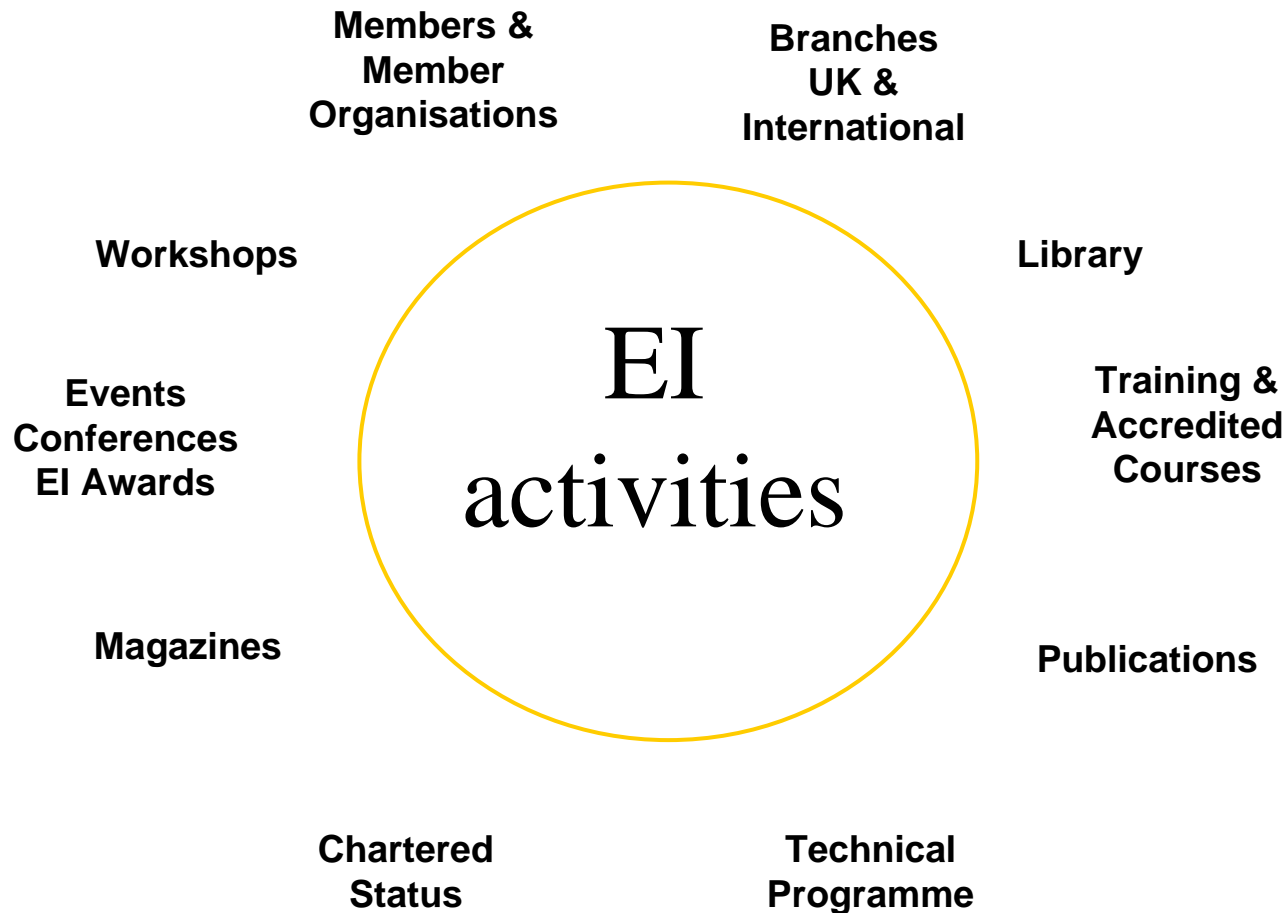 Members &
Member
Organisations
Branches
UK &
International
Workshops
Library
EI
activities
Events
Conferences
EI Awards
Training &
Accredited
Courses
Magazines
Publications
Chartered
Status
Technical
Programme